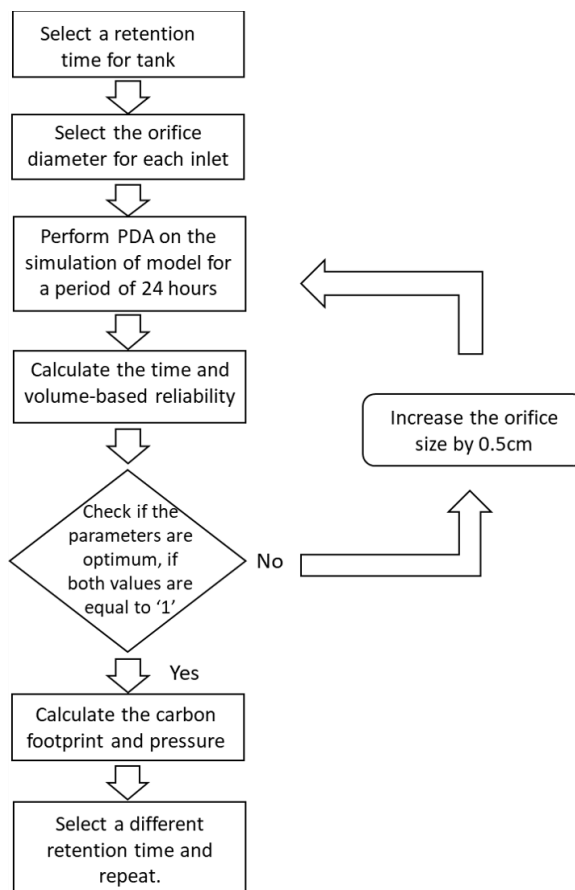 Select a retention
time for tank
Select the orifice
diameter for each inlet
Perform PDA on the
simulation of model for
a period of 24 hours
Calculate the time and
volume-based reliability
Increase the orifice
size by 0.5cm
Check if the
parameters are
optimum, if
both values are
equal to ‘1’
No
Yes
Calculate the carbon
footprint and pressure
Select a different
retention time and
repeat.